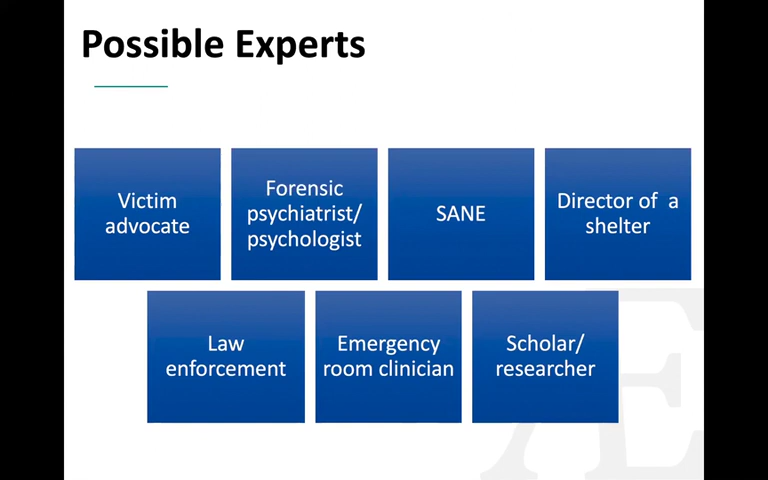 Possible Experts
Victim
advocate
Forensic
psychiatrist/
psychologist
SANE
Director of a
shelter
Law
enforcement
Emergency
room clinician
Scholar/
researcher
Æ